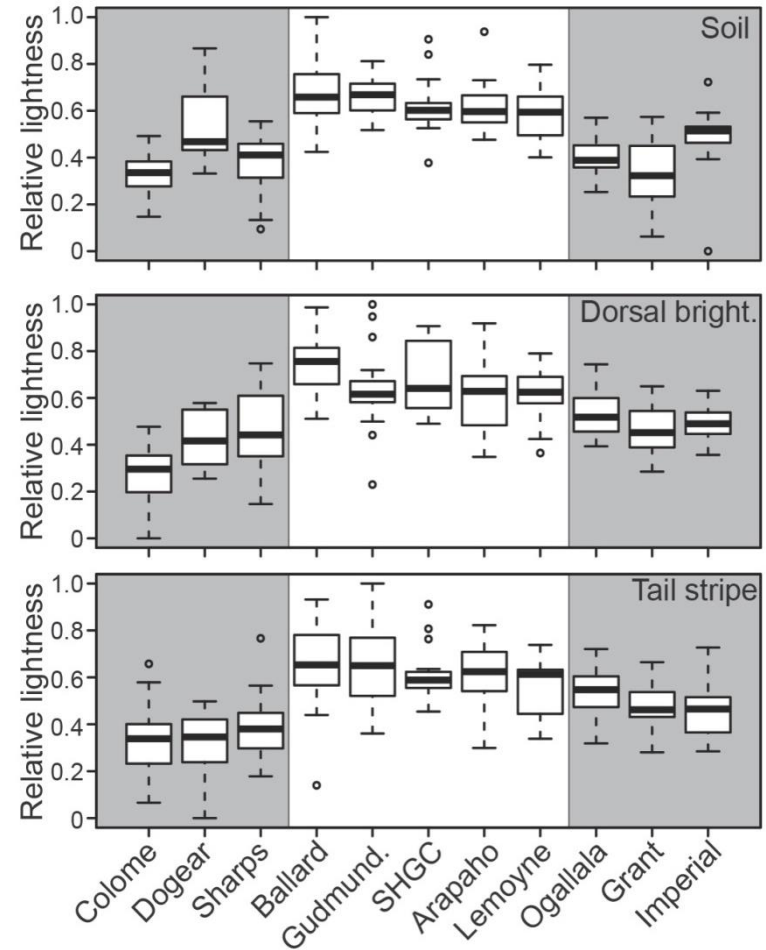 Soil
Relative lightness
1.0
0.8
0.6
0.4
0.2
0
Dorsal bright.
Relative lightness
1.0
0.8
0.6
0.4
0.2
0
Tail stripe
Relative lightness
1.0
0.8
0.6
0.4
0.2
0
Colome
Dogear
Sharps
Ballard
Gudmund.
SHGC
Arapaho
Lemoyne
Ogallala
Grant
Imperial